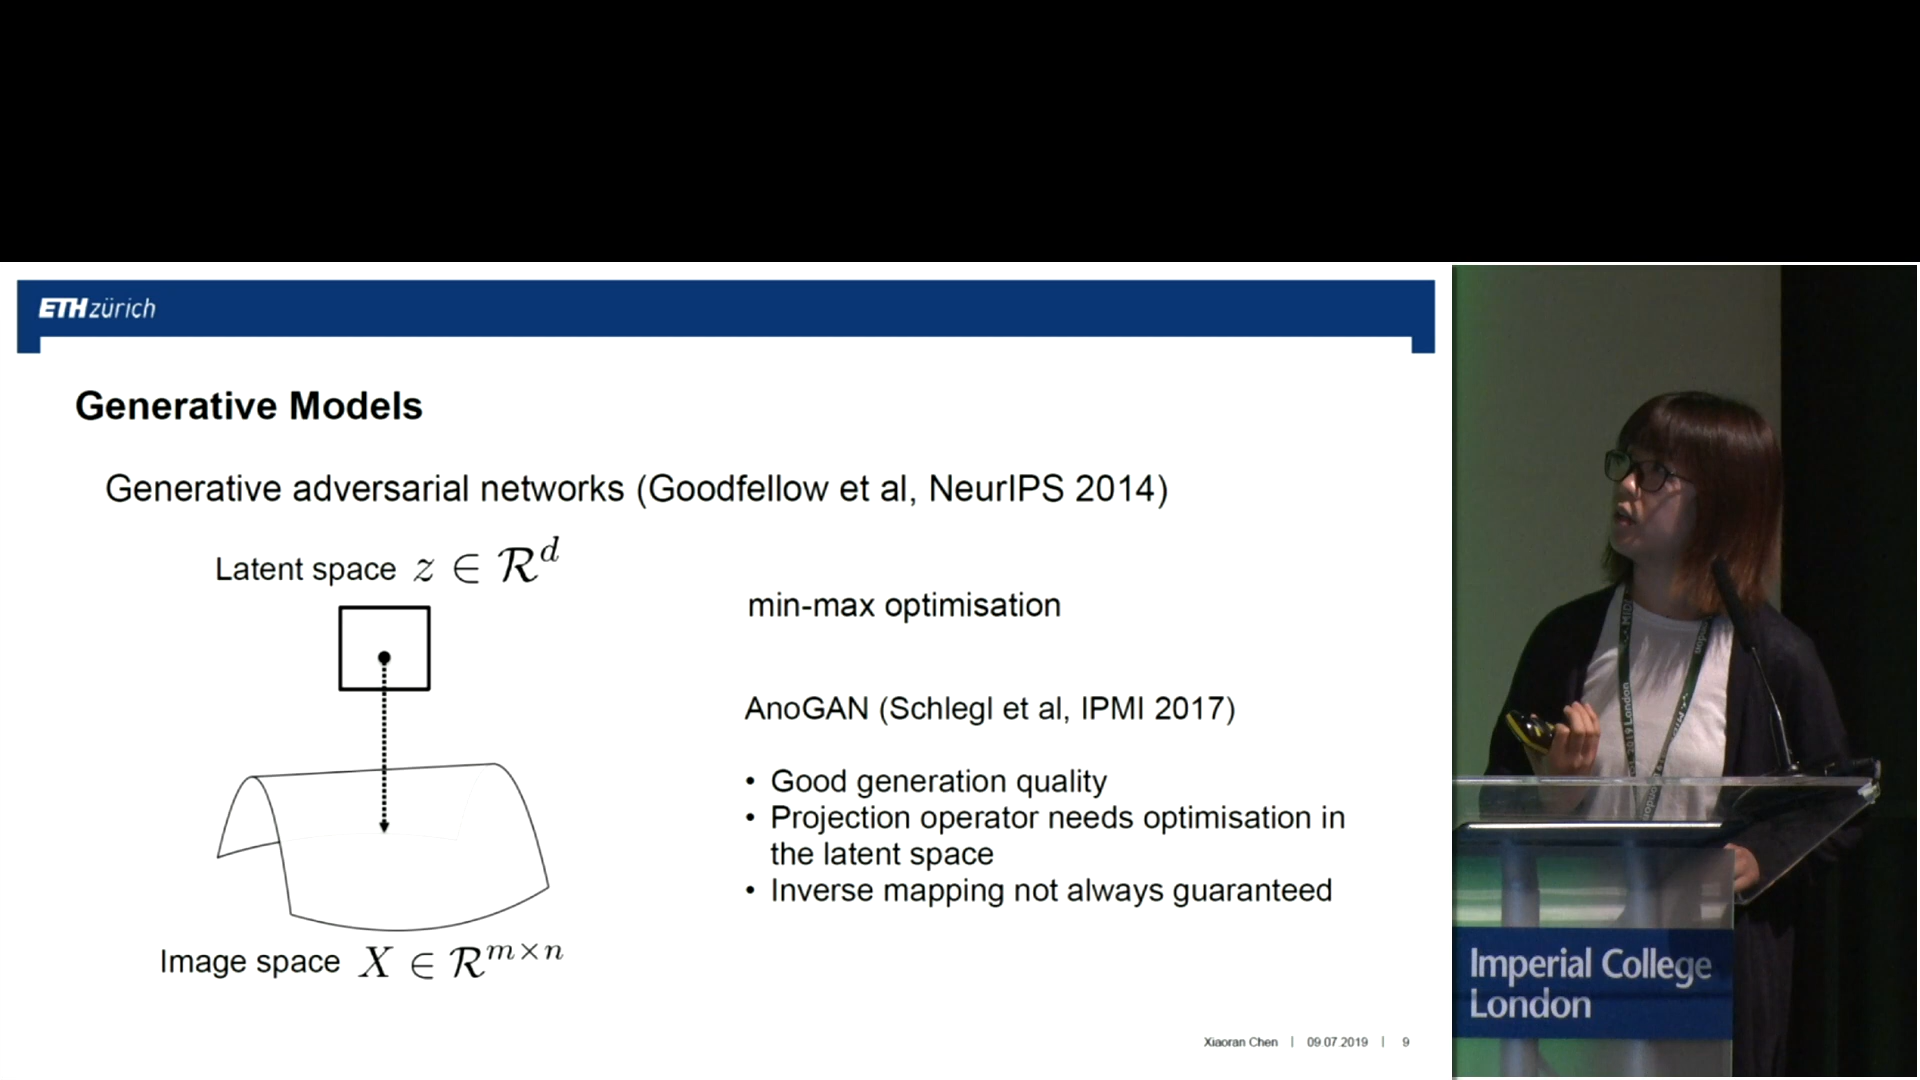 ETH zürich
Generative Models
Generative adversarial networks (Goodfellow et al, NeurIPS 2014)
Latent space z ∈ ℛ^d
min-max optimisation
AnoGAN (Schlegl et al, IPMI 2017)
• Good generation quality
• Projection operator needs optimisation in
the latent space
• Inverse mapping not always guaranteed
Image space X ∈ ℛ^{m×n}
Xiaoran Chen | 09.07.2019 | 9
2019 London
Imperial College
London